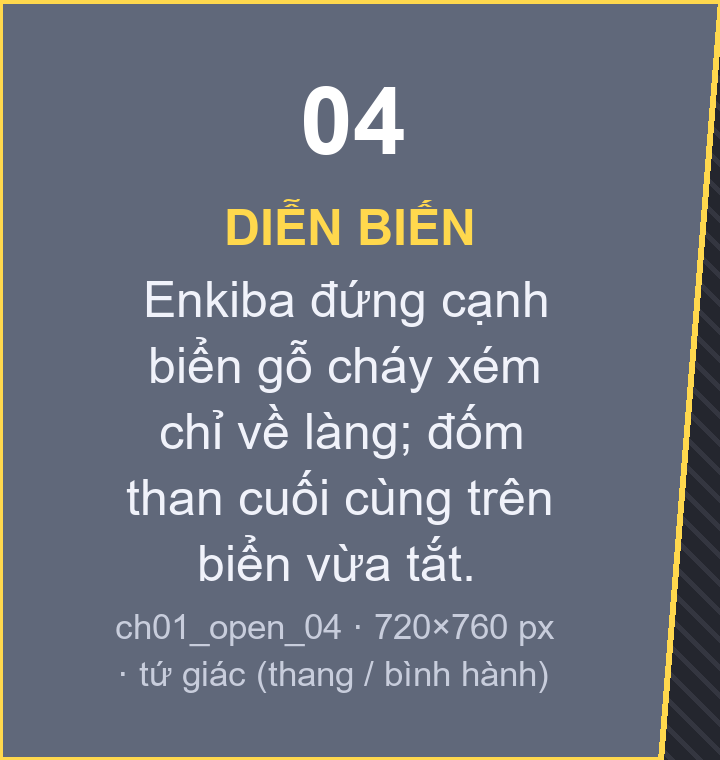 04
DIỄN BIẾN
Enkiba đứng cạnh
biển gỗ cháy xém
chỉ về làng; đốm
than cuối cùng trên
biển vừa tắt.
ch01_open_04 · 720×760 px
· tứ giác (thang / bình hành)